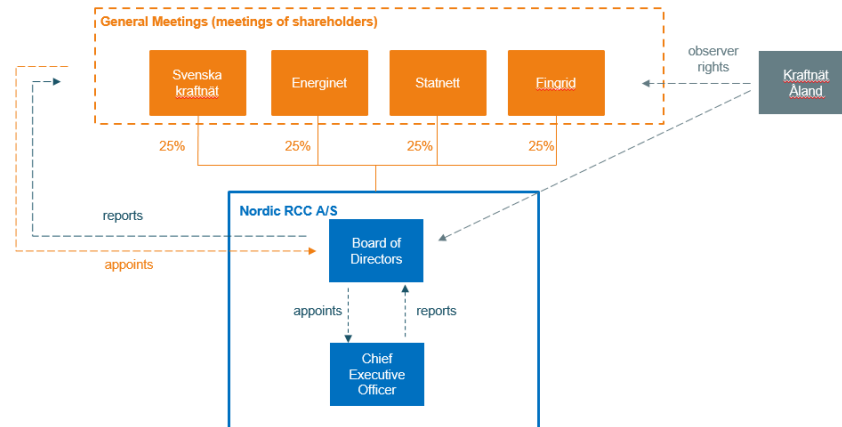 General Meetings (meetings of shareholders)
Svenska
kraftnät
Energinet
Statnett
Fingrid
observer
rights
Kraftnät
Åland
25%
25%
25%
25%
Nordic RCC A/S
reports
appoints
Board of
Directors
appoints
reports
Chief
Executive
Officer